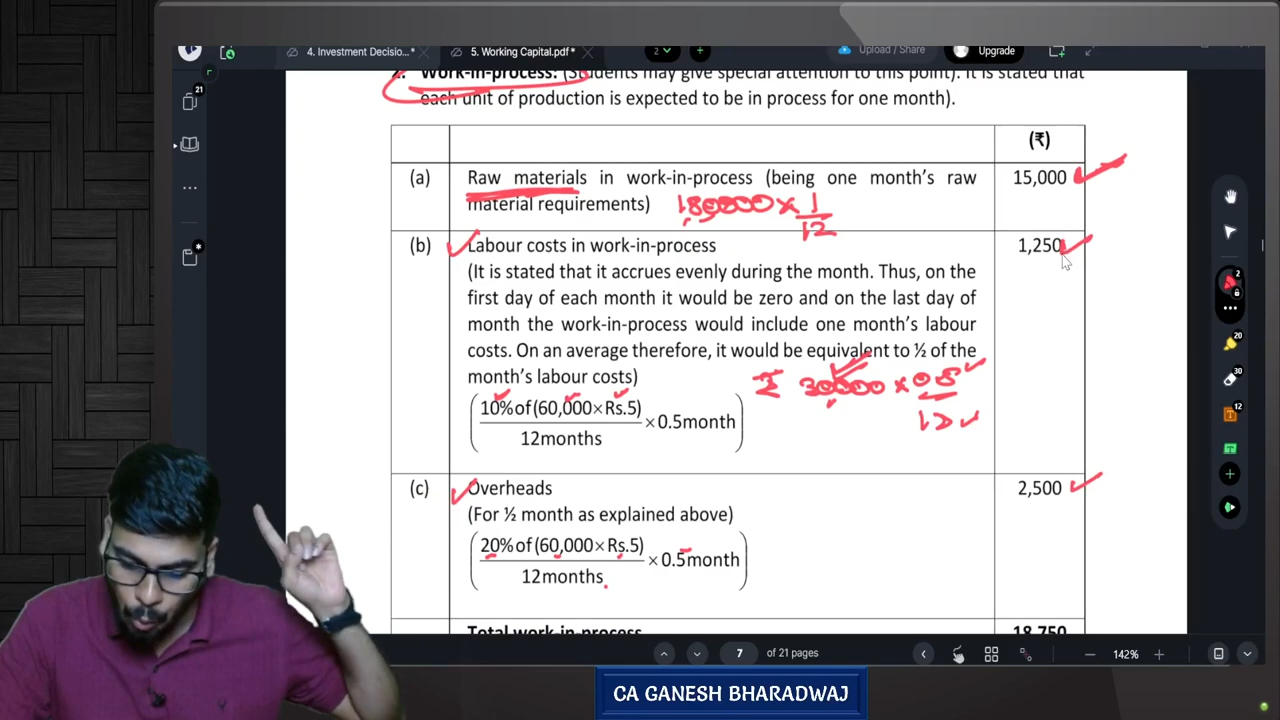 4. Investment Decisio...*
5. Working Capital.pdf*
2
Upload / Share
Upgrade
2. Work-in-process: (Students may give special attention to this point). It is stated that
each unit of production is expected to be in process for one month).
(₹)
(a) Raw materials in work-in-process (being one month's raw 15,000
material requirements) 180000 × 1/12
(b) Labour costs in work-in-process 1,250
(It is stated that it accrues evenly during the month. Thus, on the
first day of each month it would be zero and on the last day of
month the work-in-process would include one month's labour
costs. On an average therefore, it would be equivalent to ½ of the
month's labour costs) ₹ 30000 × 0.5
10% of (60,000×Rs.5) 12
12months ×0.5month
(c) Overheads 2,500
(For ½ month as explained above)
20% of (60,000×Rs.5)
12months ×0.5month
Total work-in-process 18,750
7 of 21 pages
142%
21
2
20
30
12
CA GANESH BHARADWAJ